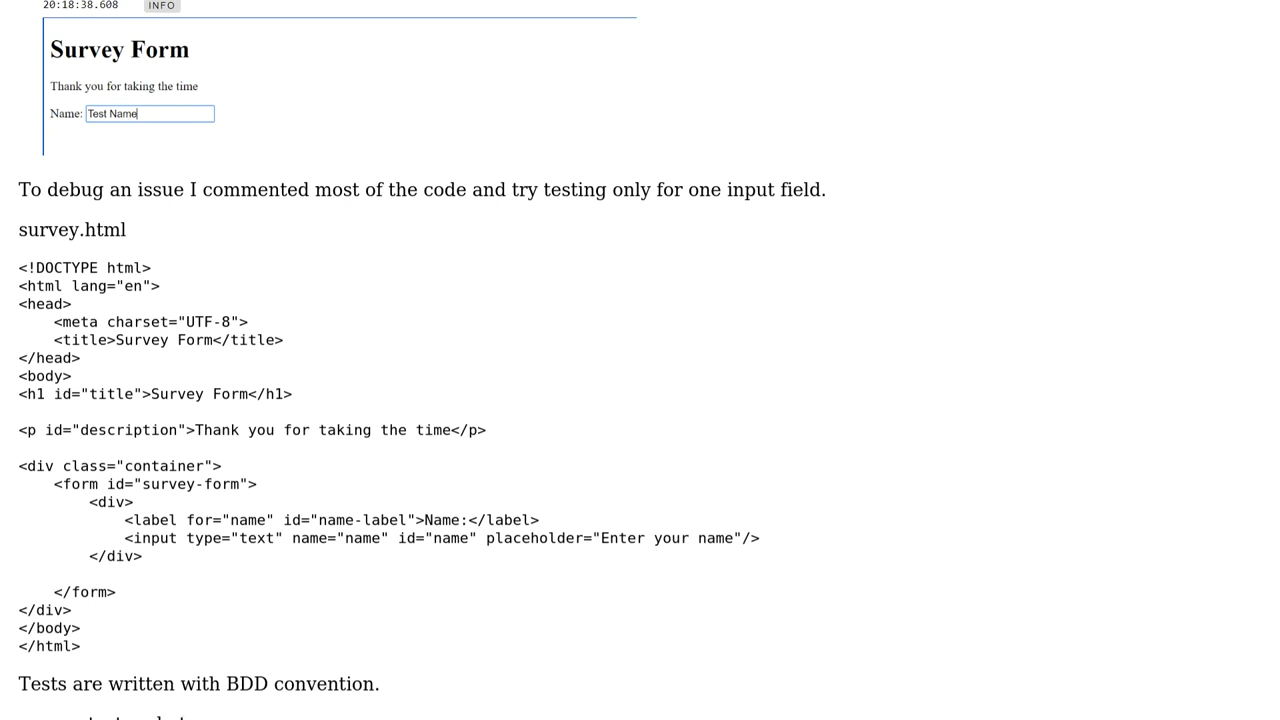 20:18:38.608 INFO
Survey Form
Thank you for taking the time
Name: Test Name
To debug an issue I commented most of the code and try testing only for one input field.
survey.html
<!DOCTYPE html>
<html lang="en">
<head>
    <meta charset="UTF-8">
    <title>Survey Form</title>
</head>
<body>
<h1 id="title">Survey Form</h1>
<p id="description">Thank you for taking the time</p>
<div class="container">
    <form id="survey-form">
        <div>
            <label for="name" id="name-label">Name:</label>
            <input type="text" name="name" id="name" placeholder="Enter your name"/>
        </div>
    </form>
</div>
</body>
</html>
Tests are written with BDD convention.